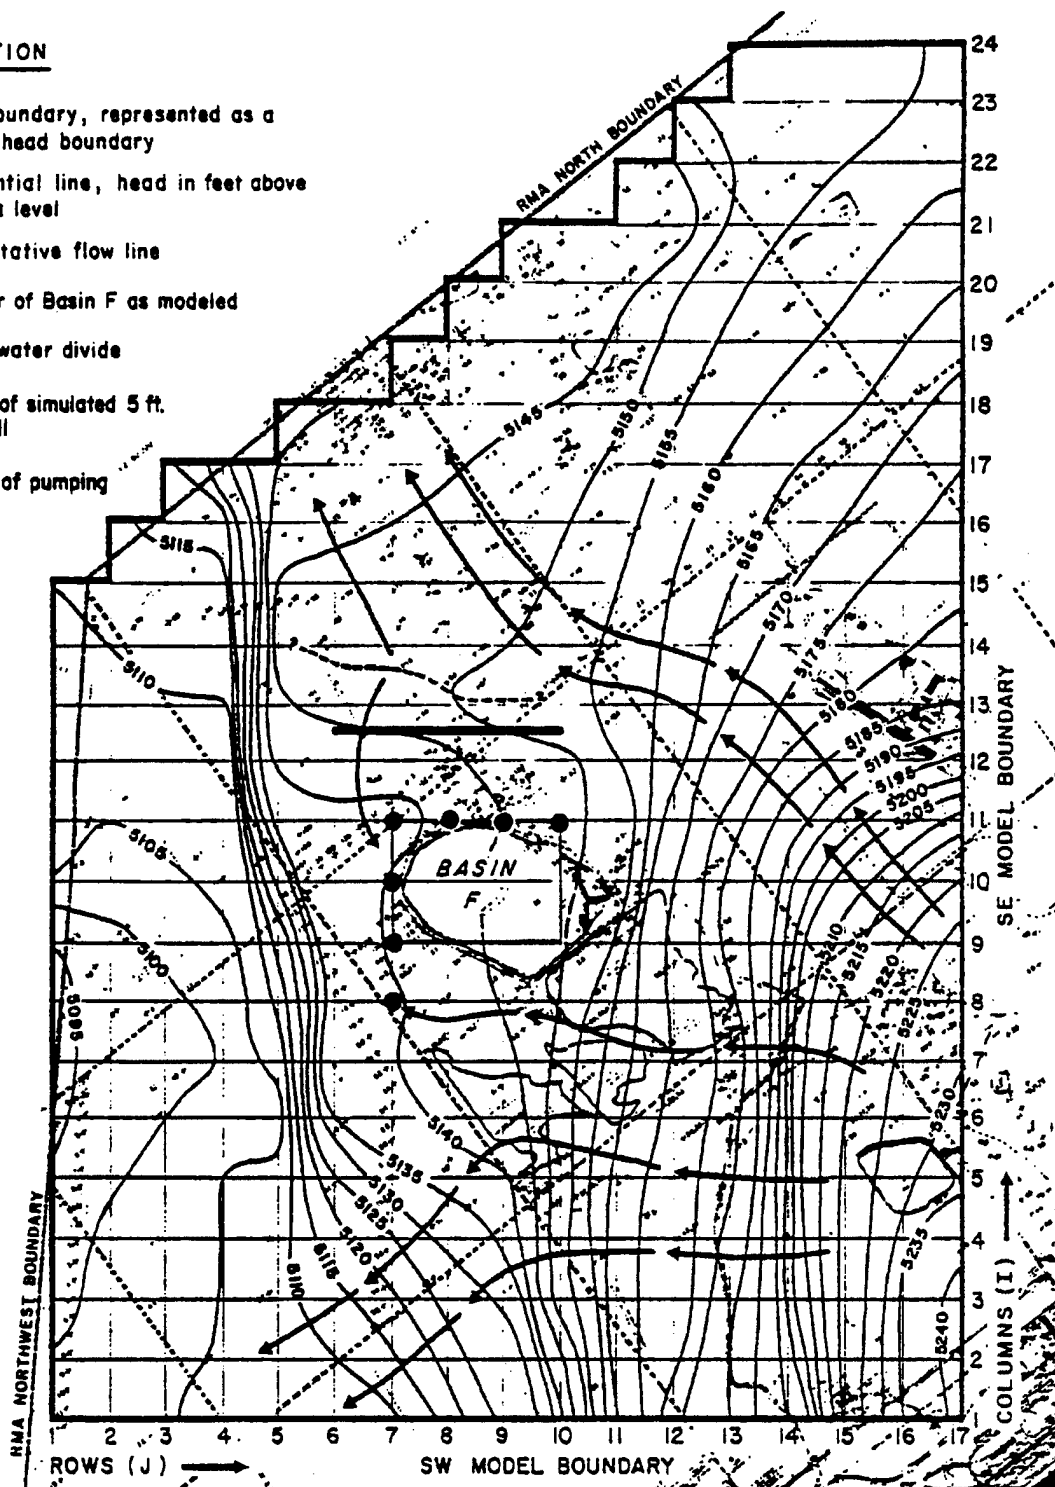 TION
oundary, represented as a
head boundary
ntial line, head in feet above
level
tative flow line
of Basin F as modeled
water divide
of simulated 5 ft.
ll
of pumping
RMA NORTH BOUNDARY
24
23
22
21
20
19
18
17
16
15
14
13
12
11
10
9
8
7
6
5
4
3
2
1
5145
5150
5155
5160
5165
5170
5175
5180
5185
5190
5195
5200
5205
5210
5215
5220
5225
5230
5235
5240
5115
5110
5105
5100
5095
BASIN
F
5140
5135
5130
5125
5120
5115
5110
SE MODEL BOUNDARY
COLUMNS (I)
RMA NORTHWEST BOUNDARY
1 2 3 4 5 6 7 8 9 10 11 12 13 14 15 16 17
ROWS (J) SW MODEL BOUNDARY